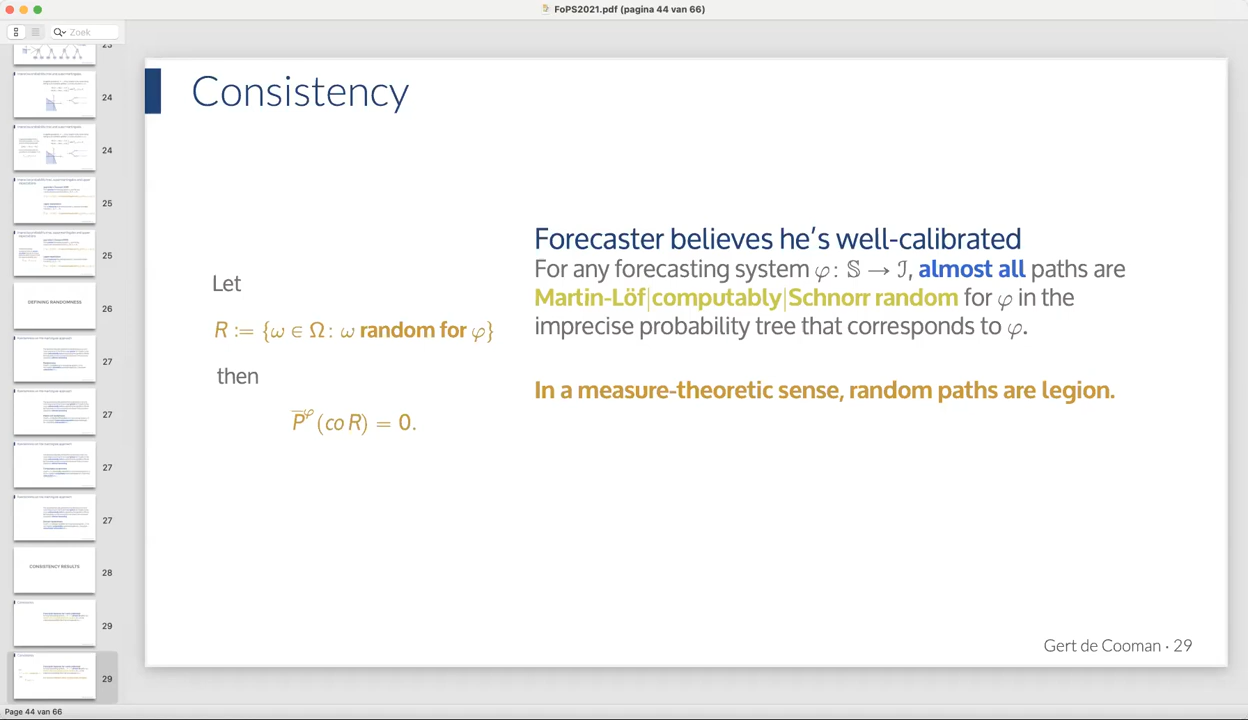 FoPS2021.pdf (pagina 44 van 66)
Zoek
23
24
24
25
25
26
DEFINING RANDOMNESS
27
27
27
27
28
CONSISTENCY RESULTS
29
29
Consistency
Let
R := {ω ∈ Ω: ω random for φ}
then
P̅^φ(co R) = 0.
Forecaster believes he's well-calibrated
For any forecasting system φ: 𝕊 → ℐ, almost all paths are
Martin-Löf|computably|Schnorr random for φ in the
imprecise probability tree that corresponds to φ.
In a measure-theoretic sense, random paths are legion.
Gert de Cooman · 29
Page 44 van 66